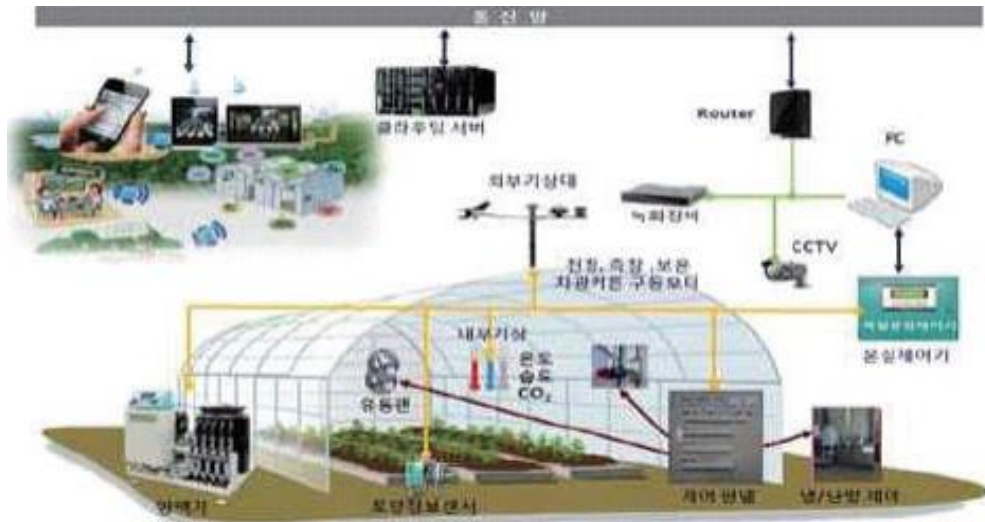 통신망
클라우딩 서버
Router
PC
외부기상대
녹화장비
CCTV
천창, 측창, 보온
차광커튼 구동모터
온실제어기
내부기상
온도
습도
CO₂
유동팬
양액기
토양정보센서
제어 판넬
냉/난방 제어